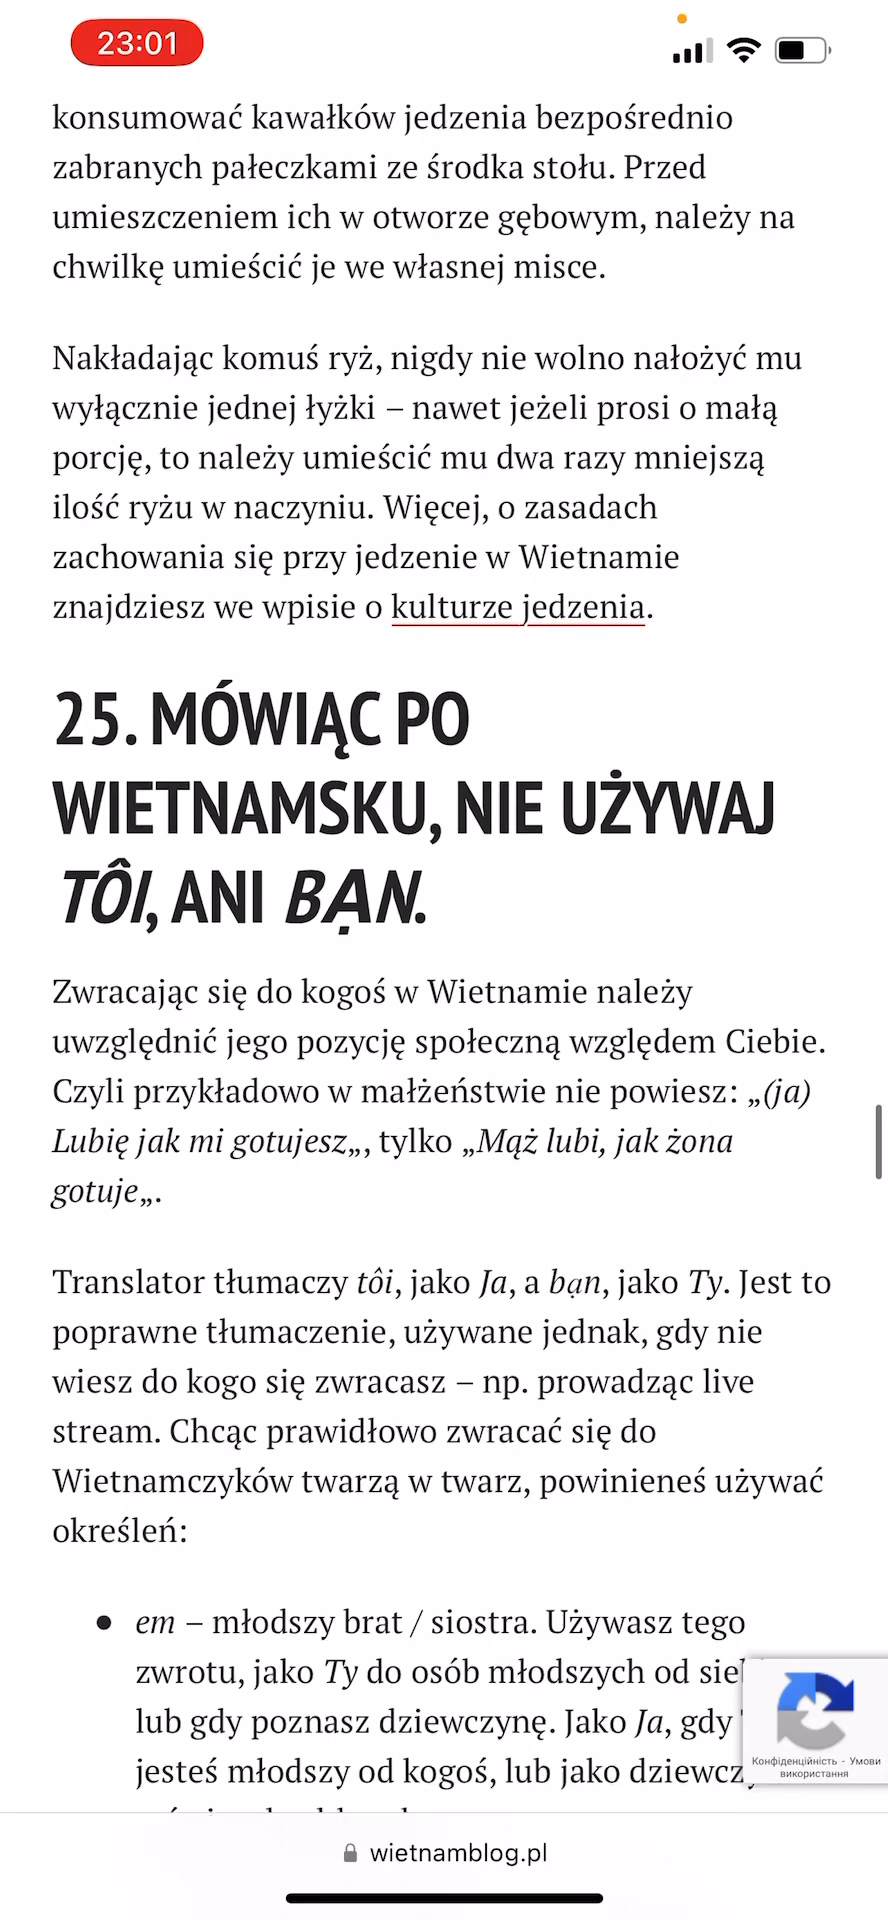 23:01
konsumować kawałków jedzenia bezpośrednio
zabranych pałeczkami ze środka stołu. Przed
umieszczeniem ich w otworze gębowym, należy na
chwilkę umieścić je we własnej misce.
Nakładając komuś ryż, nigdy nie wolno nałożyć mu
wyłącznie jednej łyżki – nawet jeżeli prosi o małą
porcję, to należy umieścić mu dwa razy mniejszą
ilość ryżu w naczyniu. Więcej, o zasadach
zachowania się przy jedzenie w Wietnamie
znajdziesz we wpisie o kulturze jedzenia.
25. MÓWIĄC PO
WIETNAMSKU, NIE UŻYWAJ
TÔI, ANI BẠN.
Zwracając się do kogoś w Wietnamie należy
uwzględnić jego pozycję społeczną względem Ciebie.
Czyli przykładowo w małżeństwie nie powiesz: „(ja)
Lubię jak mi gotujesz„, tylko „Mąż lubi, jak żona
gotuje„.
Translator tłumaczy tôi, jako Ja, a bạn, jako Ty. Jest to
poprawne tłumaczenie, używane jednak, gdy nie
wiesz do kogo się zwracasz – np. prowadząc live
stream. Chcąc prawidłowo zwracać się do
Wietnamczyków twarzą w twarz, powinieneś używać
określeń:
• em – młodszy brat / siostra. Używasz tego
zwrotu, jako Ty do osób młodszych od
lub gdy poznasz dziewczynę. Jako Ja, gdy
jesteś młodszy od kogoś, lub jako
Конфіденційність - Умови
використання
wietnamblog.pl